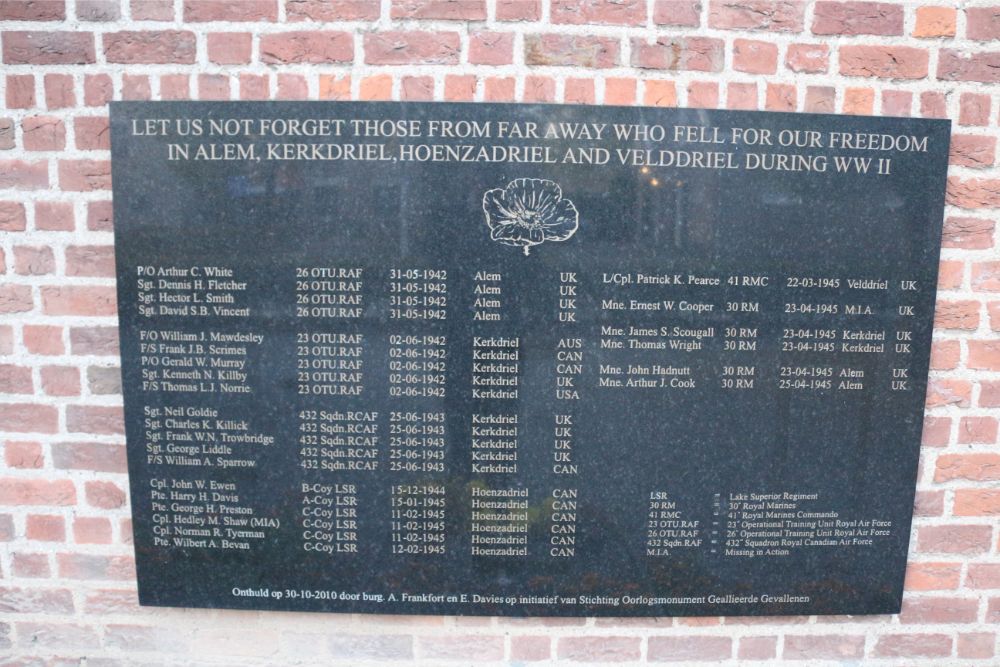 LET US NOT FORGET THOSE FROM FAR AWAY WHO FELL FOR OUR FREEDOM
IN ALEM, KERKDRIEL, HOENZADRIEL AND VELDDRIEL DURING WW II
P/O Arthur C. White 26 OTU.RAF 31-05-1942 Alem UK
Sgt. Dennis H. Fletcher 26 OTU.RAF 31-05-1942 Alem UK
Sgt. Hector L. Smith 26 OTU.RAF 31-05-1942 Alem UK
Sgt. David S.B. Vincent 26 OTU.RAF 31-05-1942 Alem UK
F/O William J. Mawdesley 23 OTU.RAF 02-06-1942 Kerkdriel AUS
F/S Frank J.B. Scrimes 23 OTU.RAF 02-06-1942 Kerkdriel CAN
P/O Gerald W. Murray 23 OTU.RAF 02-06-1942 Kerkdriel CAN
Sgt. Kenneth N. Killby 23 OTU.RAF 02-06-1942 Kerkdriel UK
F/S Thomas L.J. Norrie 23 OTU.RAF 02-06-1942 Kerkdriel USA
Sgt. Neil Goldie 432 Sqdn.RCAF 25-06-1943 Kerkdriel UK
Sgt. Charles K. Killick 432 Sqdn.RCAF 25-06-1943 Kerkdriel UK
Sgt. Frank W.N. Trowbridge 432 Sqdn.RCAF 25-06-1943 Kerkdriel UK
Sgt. George Liddle 432 Sqdn.RCAF 25-06-1943 Kerkdriel UK
F/S William A. Sparrow 432 Sqdn.RCAF 25-06-1943 Kerkdriel CAN
Cpl. John W. Ewen B-Coy LSR 15-12-1944 Hoenzadriel CAN
Pte. Harry H. Davis A-Coy LSR 15-01-1945 Hoenzadriel CAN
Pte. George H. Preston C-Coy LSR 11-02-1945 Hoenzadriel CAN
Cpl. Hedley M. Shaw (MIA) C-Coy LSR 11-02-1945 Hoenzadriel CAN
Cpl. Norman R. Tyerman C-Coy LSR 11-02-1945 Hoenzadriel CAN
Pte. Wilbert A. Bevan C-Coy LSR 12-02-1945 Hoenzadriel CAN
L/Cpl. Patrick K. Pearce 41 RMC 22-03-1945 Velddriel UK
Mne. Ernest W. Cooper 30 RM 23-04-1945 M.I.A. UK
Mne. James S. Scougall 30 RM 23-04-1945 Kerkdriel UK
Mne. Thomas Wright 30 RM 23-04-1945 Kerkdriel UK
Mne. John Hadnutt 30 RM 23-04-1945 Alem UK
Mne. Arthur J. Cook 30 RM 25-04-1945 Alem UK
LSR = Lake Superior Regiment
30 RM = 30" Royal Marines
41 RMC = 41" Royal Marines Commando
23 OTU.RAF = 23" Operational Training Unit Royal Air Force
26 OTU.RAF = 26" Operational Training Unit Royal Air Force
432 Sqdn.RAF = 432" Squadron Royal Canadian Air Force
M.I.A. = Missing in Action
Onthuld op 30-10-2010 door burg. A. Frankfort en E. Davies op initiatief van Stichting Oorlogsmonument Geallieerde Gevallenen